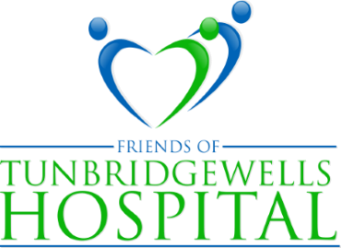 FRIENDS OF
TUNBRIDGEWELLS
HOSPITAL